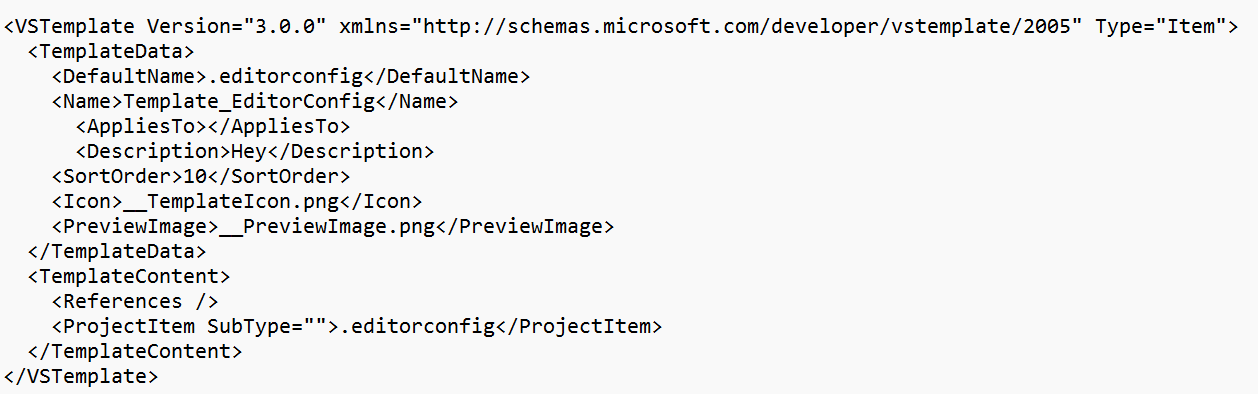 <VSTemplate Version="3.0.0" xmlns="http://schemas.microsoft.com/developer/vstemplate/2005" Type="Item">
  <TemplateData>
    <DefaultName>.editorconfig</DefaultName>
    <Name>Template_EditorConfig</Name>
      <AppliesTo></AppliesTo>
      <Description>Hey</Description>
    <SortOrder>10</SortOrder>
    <Icon>__TemplateIcon.png</Icon>
    <PreviewImage>__PreviewImage.png</PreviewImage>
  </TemplateData>
  <TemplateContent>
    <References />
    <ProjectItem SubType="">.editorconfig</ProjectItem>
  </TemplateContent>
</VSTemplate>